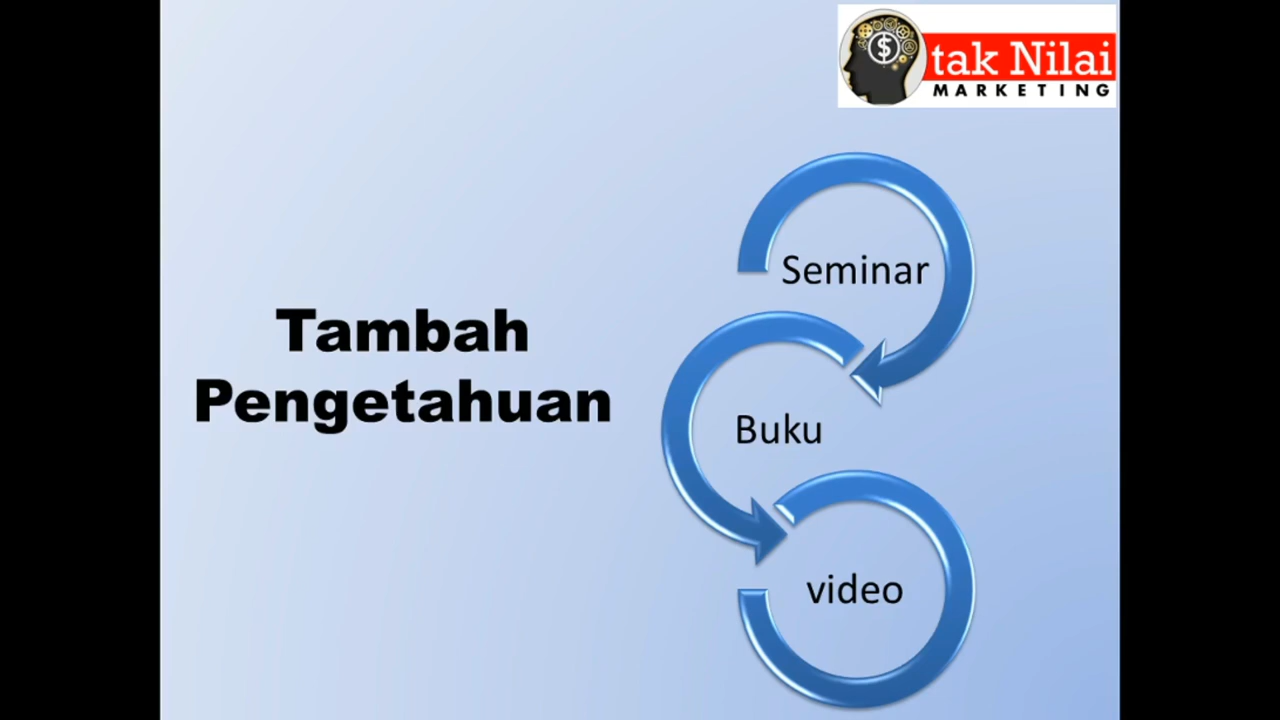 tak Nilai
MARKETING
Seminar
Tambah
Pengetahuan
Buku
video